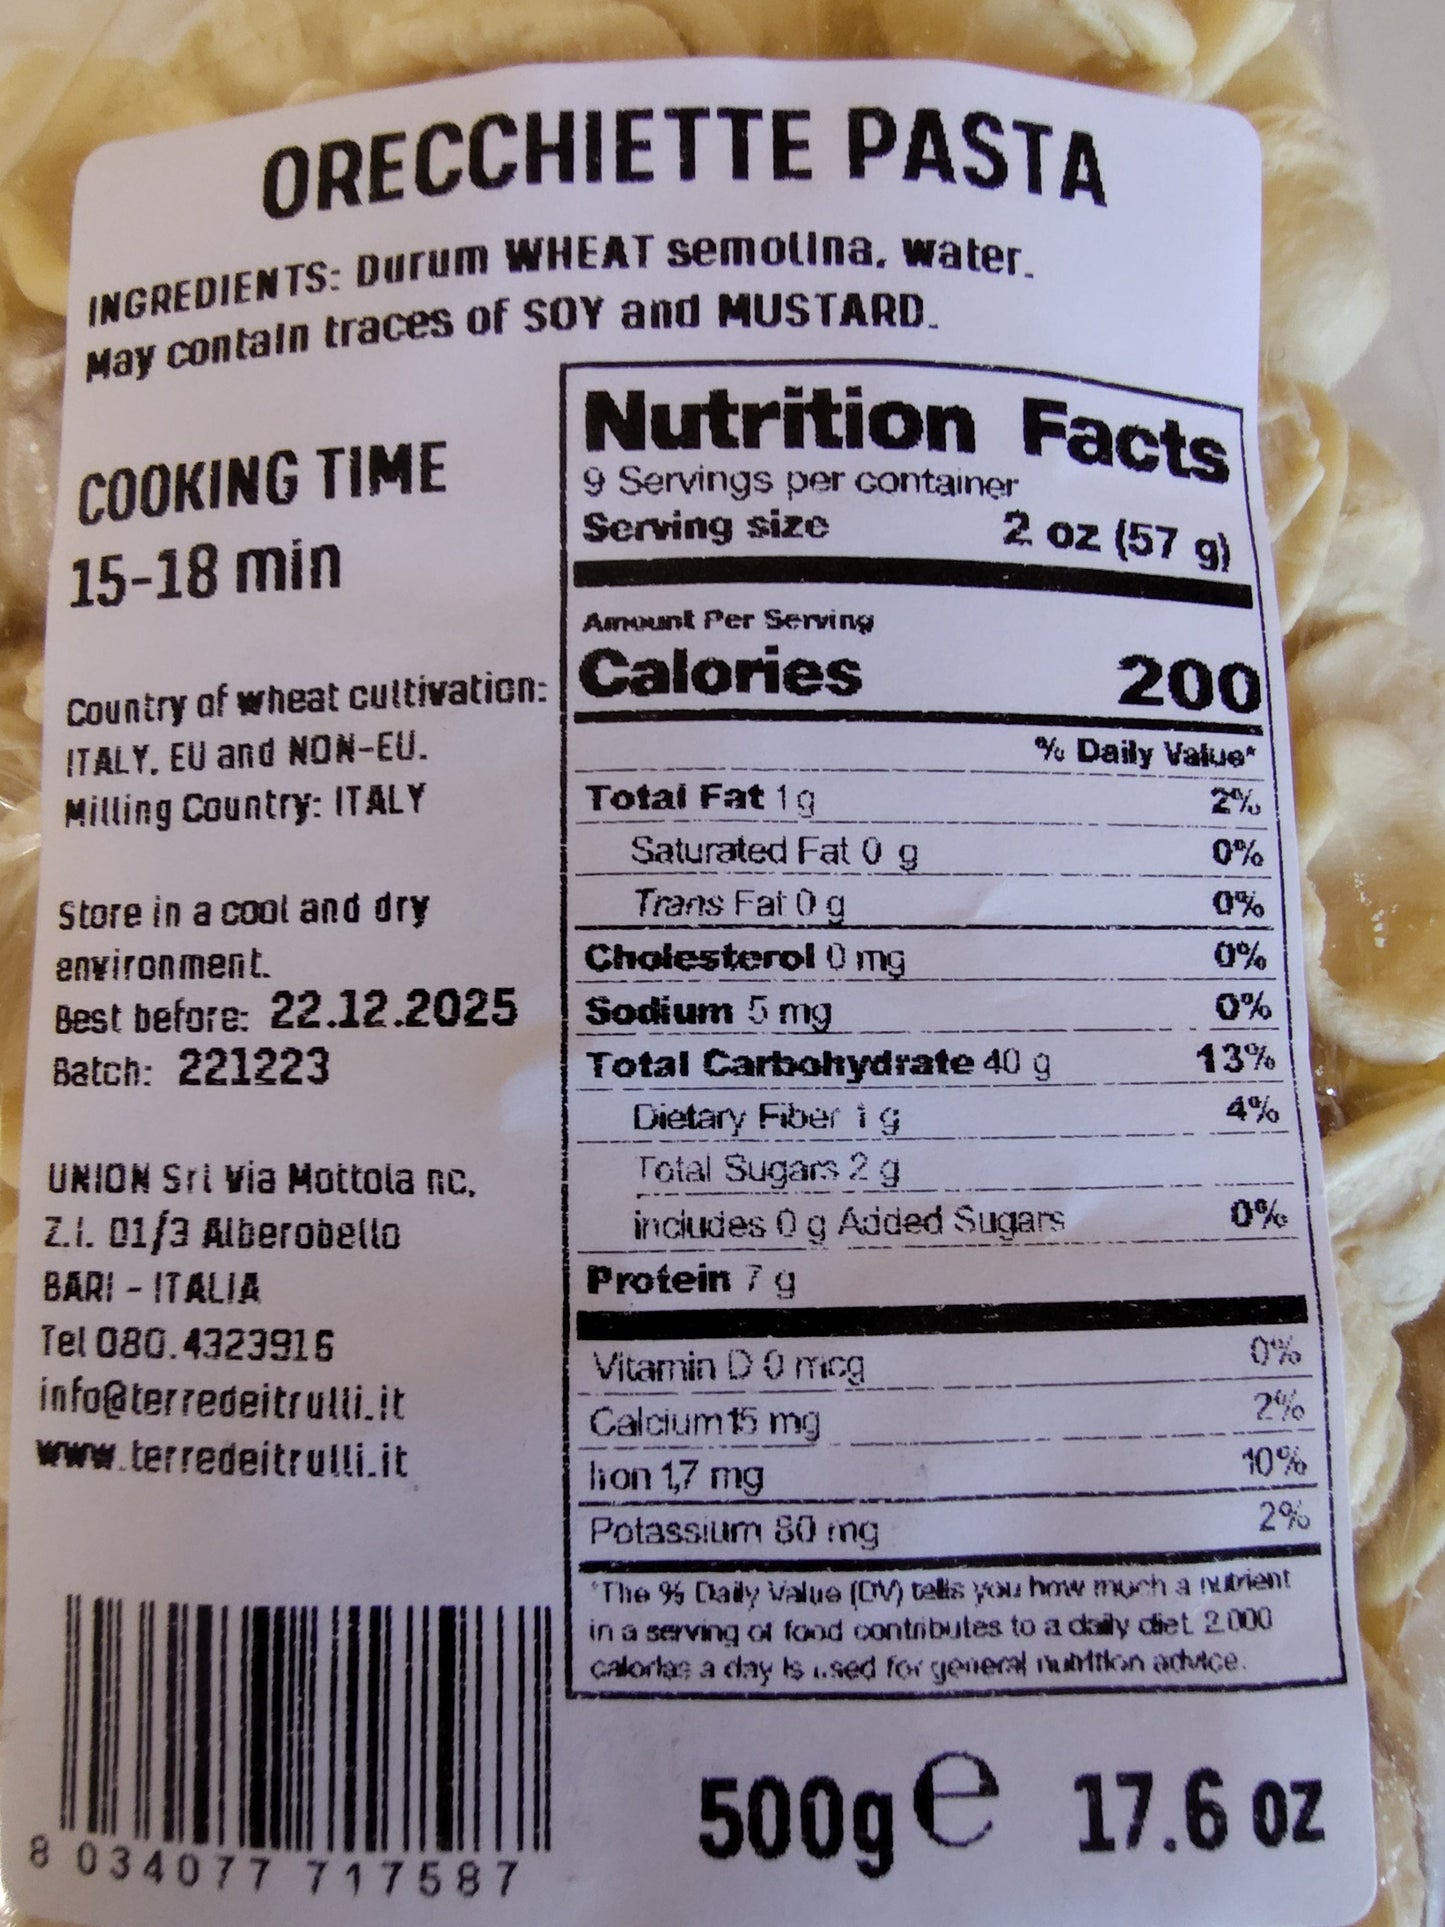 ORECCHIETTE PASTA
INGREDIENTS: Durum WHEAT semolina, water.
May contain traces of SOY and MUSTARD.
COOKING TIME
15-18 min
Country of wheat cultivation:
ITALY, EU and NON-EU.
Milling Country: ITALY
Store in a cool and dry
environment.
Best before: 22.12.2025
Batch: 221223
UNION Srl Via Mottola nc,
Z.I. 01/3 Alberobello
BARI - ITALIA
Tel 080.4323916
info@terredeitrulli.it
www.terredeitrulli.it
8 034077 717587
Nutrition Facts
9 Servings per container
Serving size 2 oz (57 g)
Amount Per Serving
Calories 200
% Daily Value*
Total Fat 1 g 2%
Saturated Fat 0 g 0%
Trans Fat 0 g 0%
Cholesterol 0 mg 0%
Sodium 5 mg 0%
Total Carbohydrate 40 g 13%
Dietary Fiber 1 g 4%
Total Sugars 2 g
includes 0 g Added Sugars 0%
Protein 7 g
Vitamin D 0 mcg 0%
Calcium 15 mg 2%
Iron 1,7 mg 10%
Potassium 80 mg 2%
*The % Daily Value (DV) tells you how much a nutrient
in a serving of food contributes to a daily diet. 2.000
calories a day is used for general nutrition advice.
500g e 17.6 oz